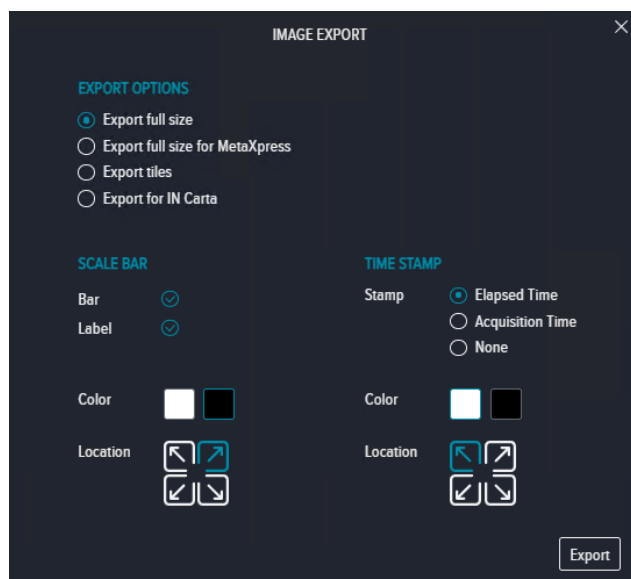 IMAGE EXPORT
EXPORT OPTIONS
Export full size
Export full size for MetaXpress
Export tiles
Export for IN Carta
SCALE BAR
Bar
Label
Color
Location
TIME STAMP
Stamp
Elapsed Time
Acquisition Time
None
Color
Location
Export